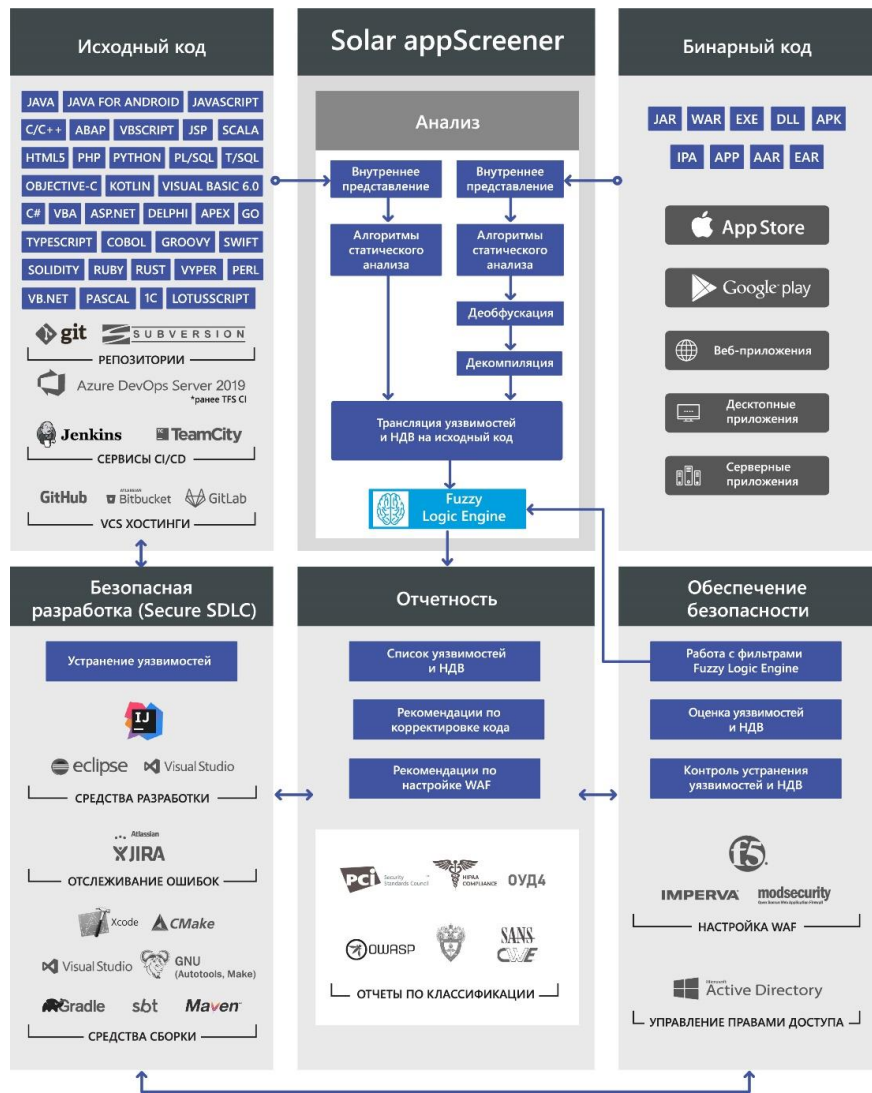 Исходный код
JAVA JAVA FOR ANDROID JAVASCRIPT
C/C++ ABAP VBSCRIPT JSP SCALA
HTML5 PHP PYTHON PL/SQL T/SQL
OBJECTIVE-C KOTLIN VISUAL BASIC 6.0
C# VBA ASP.NET DELPHI APEX GO
TYPESCRIPT COBOL GROOVY SWIFT
SOLIDITY RUBY RUST VYPER PERL
VB.NET PASCAL 1C LOTUSSCRIPT
git SUBVERSION
РЕПОЗИТОРИИ
Azure DevOps Server 2019
*ранее TFS CI
Jenkins TeamCity
СЕРВИСЫ CI/CD
GitHub Bitbucket GitLab
VCS ХОСТИНГИ
Solar appScreener
Анализ
Внутреннее
представление
Внутреннее
представление
Алгоритмы
статического
анализа
Алгоритмы
статического
анализа
Деобфускация
Декомпиляция
Трансляция уязвимостей
и НДВ на исходный код
Fuzzy
Logic Engine
Бинарный код
JAR WAR EXE DLL APK
IPA APP AAR EAR
App Store
Google play
Веб-приложения
Десктопные
приложения
Серверные
приложения
Безопасная
разработка (Secure SDLC)
Устранение уязвимостей
IJ
eclipse Visual Studio
СРЕДСТВА РАЗРАБОТКИ
Atlassian
JIRA
ОТСЛЕЖИВАНИЕ ОШИБОК
Xcode CMake
Visual Studio GNU
(Autotools, Make)
Gradle sbt Maven
СРЕДСТВА СБОРКИ
Отчетность
Список уязвимостей
и НДВ
Рекомендации по
корректировке кода
Рекомендации по
настройке WAF
PCI Security
Standards Council
HIPAA
COMPLIANCE
ОУД4
OWASP
SANS
CWE
ОТЧЕТЫ ПО КЛАССИФИКАЦИИ
Обеспечение
безопасности
Работа с фильтрами
Fuzzy Logic Engine
Оценка уязвимостей
и НДВ
Контроль устранения
уязвимостей и НДВ
f5
IMPERVA modsecurity
НАСТРОЙКА WAF
Microsoft
Active Directory
УПРАВЛЕНИЕ ПРАВАМИ ДОСТУПА